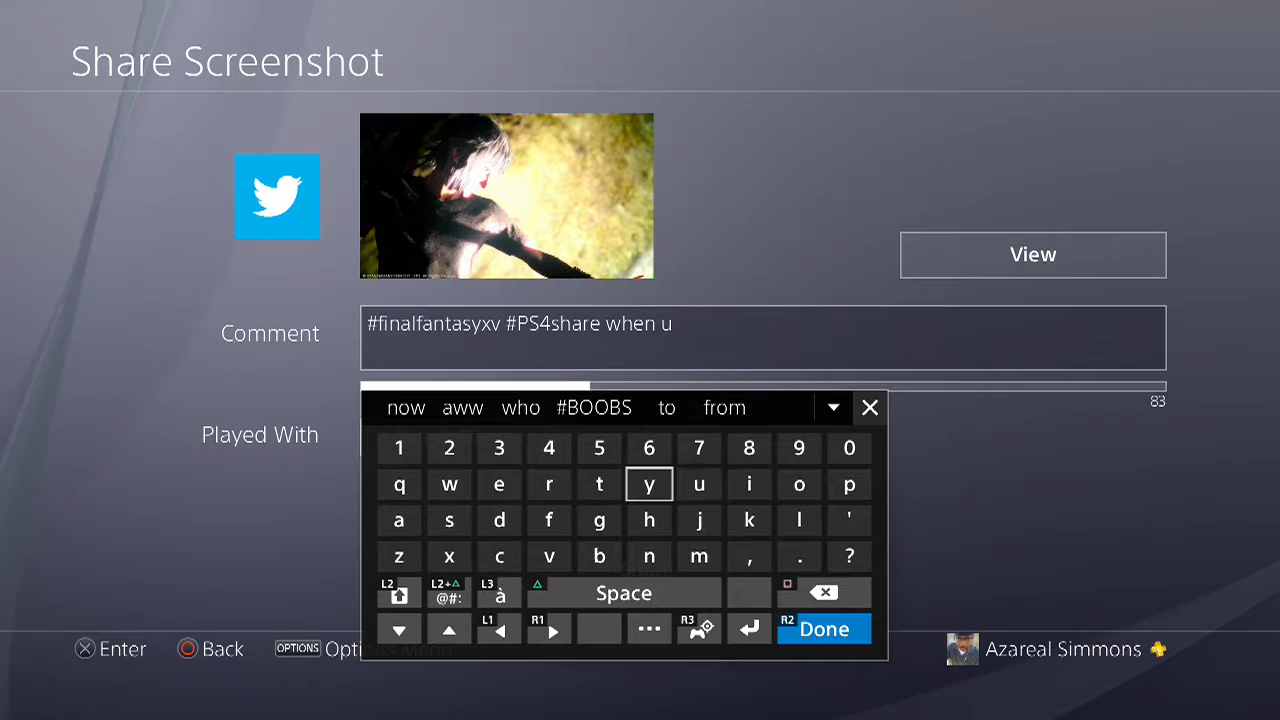 Share Screenshot
View
Comment
#finalfantasyxv #PS4share when u
83
Played With
now aww who #BOOBS to from
1 2 3 4 5 6 7 8 9 0
q w e r t y u i o p
a s d f g h j k l '
z x c v b n m , . ?
L2 L2+△ @#: L3 à △ Space □
L1 R1 ... R3 R2 Done
Enter Back OPTIONS Options Menu
Azareal Simmons